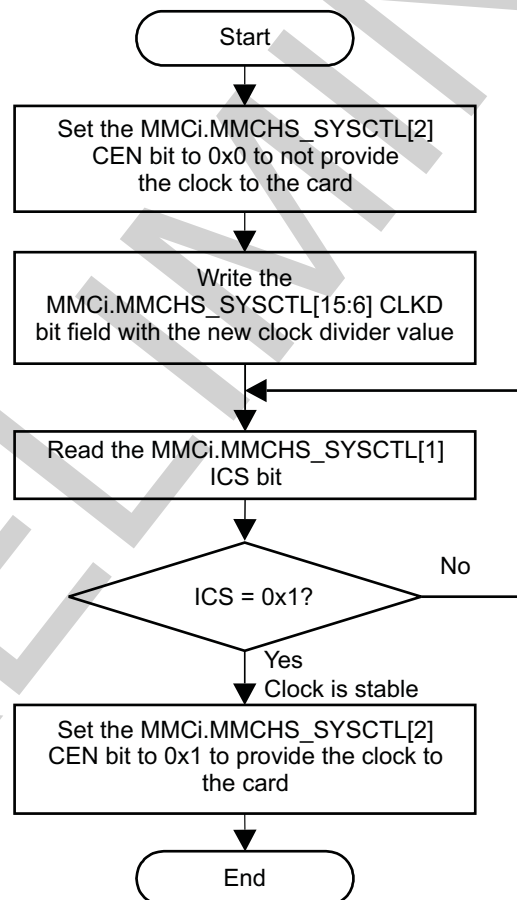 Start
Set the MMCi.MMCHS_SYSCTL[2]
CEN bit to 0x0 to not provide
the clock to the card
Write the
MMCi.MMCHS_SYSCTL[15:6] CLKD
bit field with the new clock divider value
Read the MMCi.MMCHS_SYSCTL[1]
ICS bit
ICS = 0x1?
No
Yes
Clock is stable
Set the MMCi.MMCHS_SYSCTL[2]
CEN bit to 0x1 to provide the clock to
the card
End